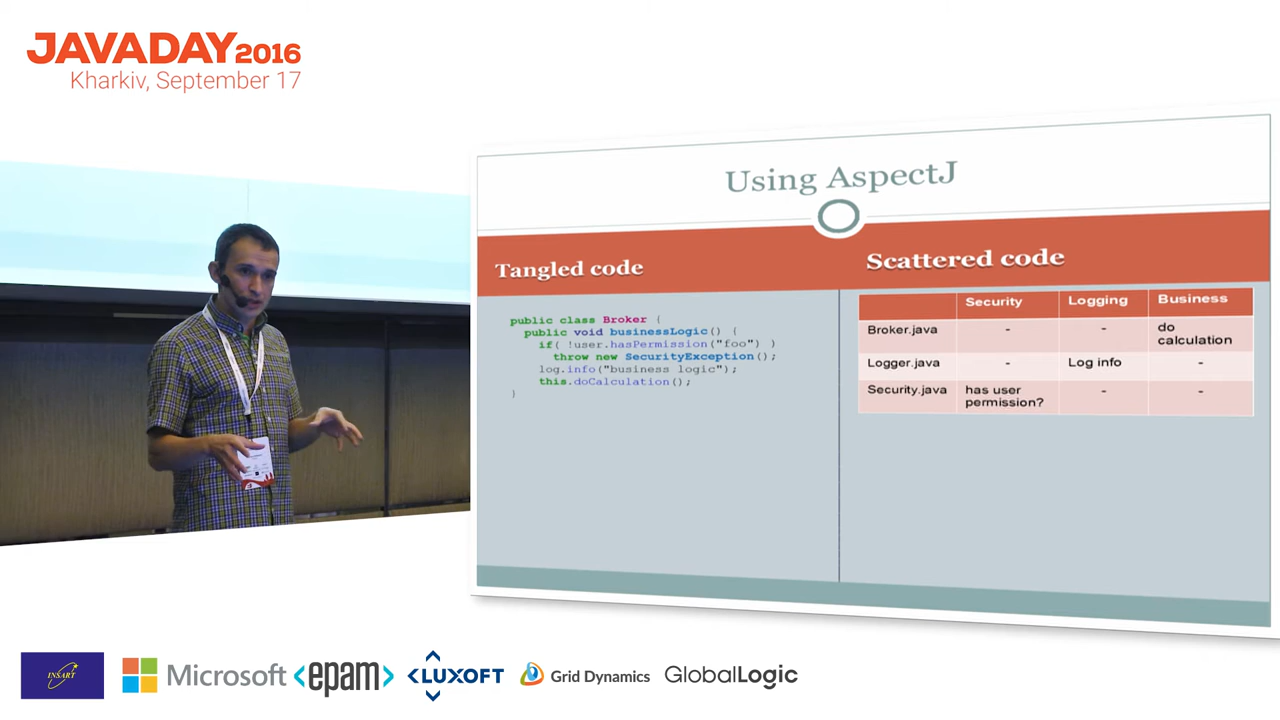 JAVADAY2016
Kharkiv, September 17
Using AspectJ
Tangled code
Scattered code
public class Broker {
public void businessLogic() {
if( !user.hasPermission("foo") )
throw new SecurityException();
log.info("business logic");
this.doCalculation();
}
Security Logging Business
Broker.java - - do calculation
Logger.java - Log info -
Security.java has user permission? - -
INSART
Microsoft
<epam>
LUXOFT
Grid Dynamics
GlobalLogic